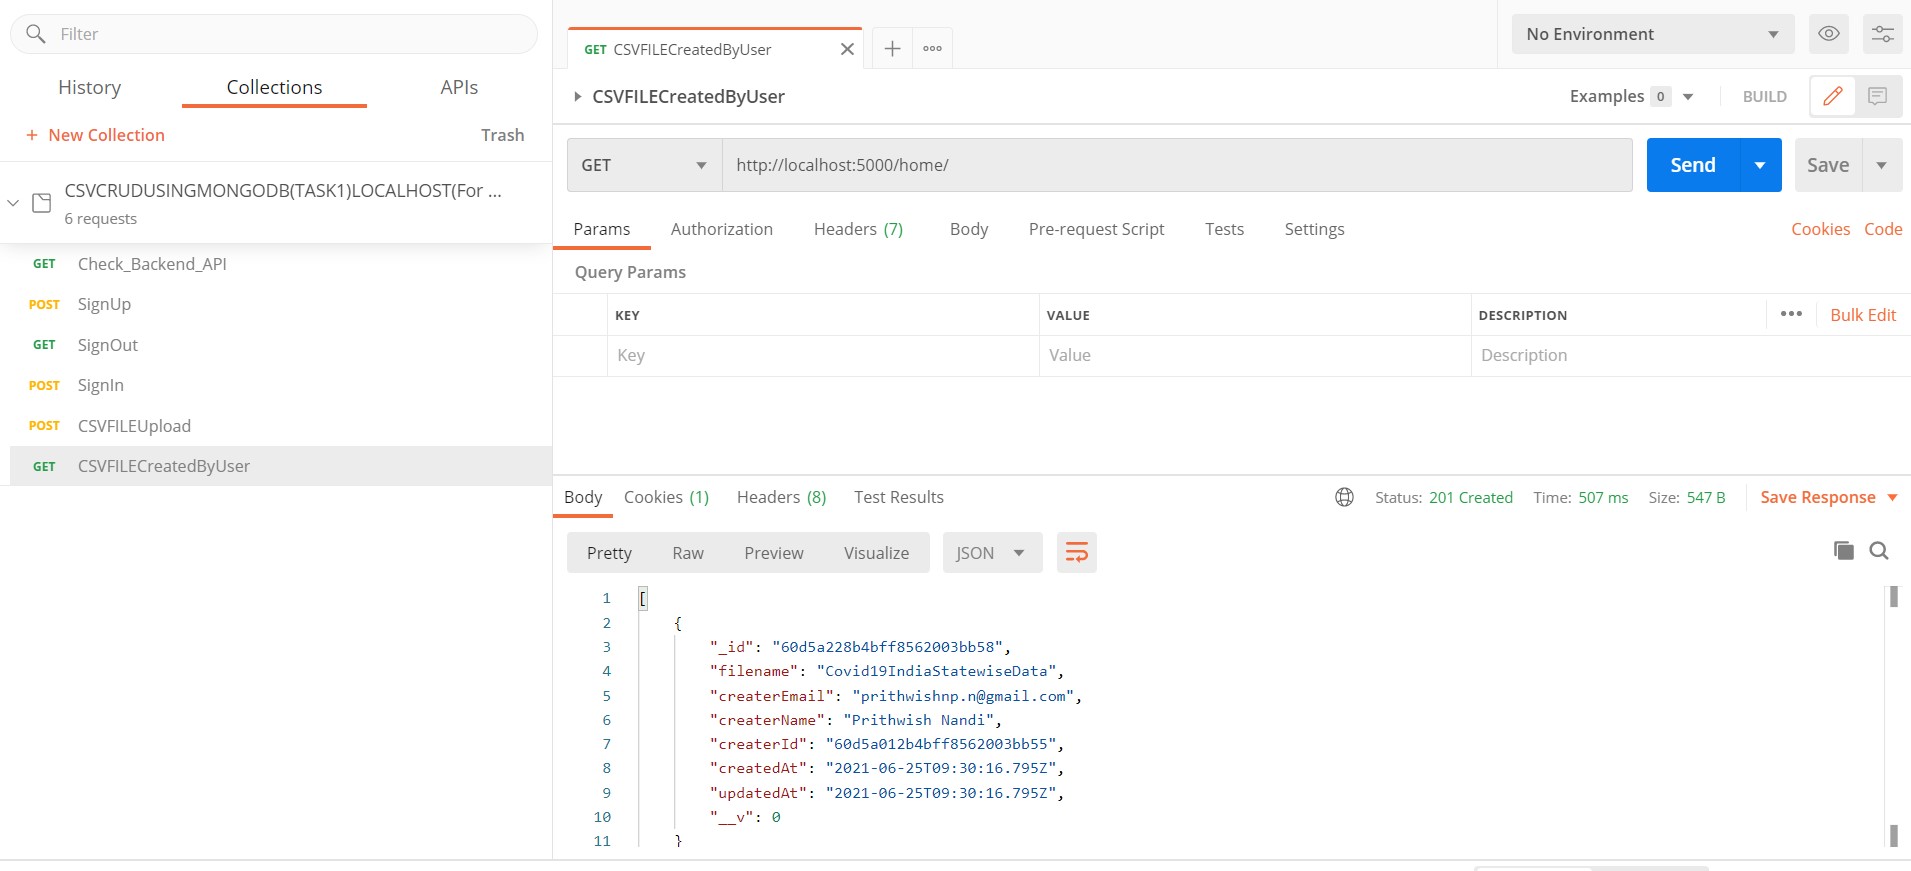 Filter
History Collections APIs
+ New Collection Trash
CSVCRUDUSINGMONGODB(TASK1)LOCALHOST(For ...
6 requests
GET Check_Backend_API
POST SignUp
GET SignOut
POST SignIn
POST CSVFILEUpload
GET CSVFILECreatedByUser
GET CSVFILECreatedByUser
No Environment
CSVFILECreatedByUser
Examples 0 BUILD
GET http://localhost:5000/home/ Send Save
Params Authorization Headers (7) Body Pre-request Script Tests Settings Cookies Code
Query Params
KEY VALUE DESCRIPTION ••• Bulk Edit
Key Value Description
Body Cookies (1) Headers (8) Test Results Status: 201 Created Time: 507 ms Size: 547 B Save Response
Pretty Raw Preview Visualize JSON
1 [
2 {
3 "_id": "60d5a228b4bff8562003bb58",
4 "filename": "Covid19IndiaStatewiseData",
5 "createrEmail": "prithwishnp.n@gmail.com",
6 "createrName": "Prithwish Nandi",
7 "createrId": "60d5a012b4bff8562003bb55",
8 "createdAt": "2021-06-25T09:30:16.795Z",
9 "updatedAt": "2021-06-25T09:30:16.795Z",
10 "__v": 0
11 }